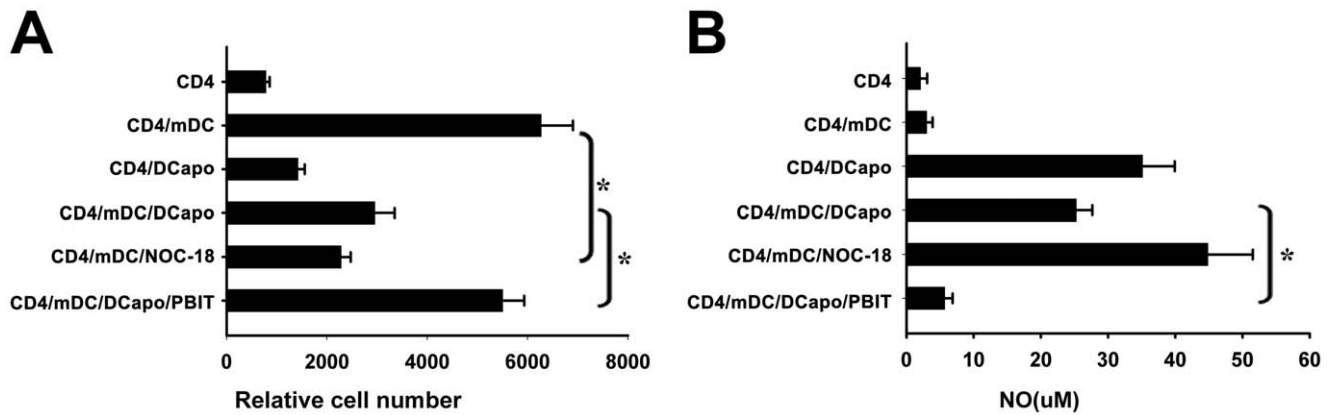 A
CD4
CD4/mDC
CD4/DCapo
CD4/mDC/DCapo
CD4/mDC/NOC-18
CD4/mDC/DCapo/PBIT
*
*
0 2000 4000 6000 8000
Relative cell number
B
CD4
CD4/mDC
CD4/DCapo
CD4/mDC/DCapo
CD4/mDC/NOC-18
CD4/mDC/DCapo/PBIT
*
0 10 20 30 40 50 60
NO(uM)